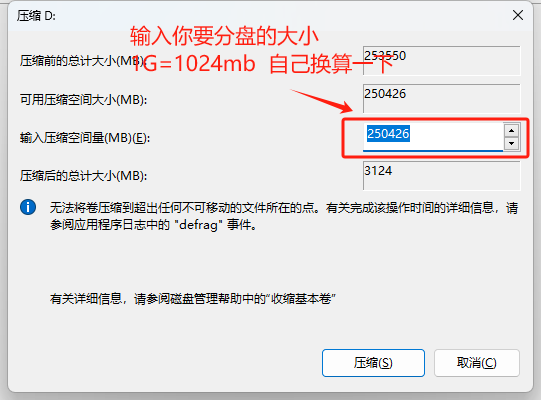 压缩 D:
输入你要分盘的大小
1G=1024mb 自己换算一下
压缩前的总计大小(MB):
253550
可用压缩空间大小(MB):
250426
输入压缩空间量(MB)(E):
250426
压缩后的总计大小(MB):
3124
无法将卷压缩到超出任何不可移动的文件所在的点。有关完成该操作时间的详细信息，请
参阅应用程序日志中的 "defrag" 事件。
有关详细信息，请参阅磁盘管理帮助中的“收缩基本卷”
压缩(S)
取消(C)